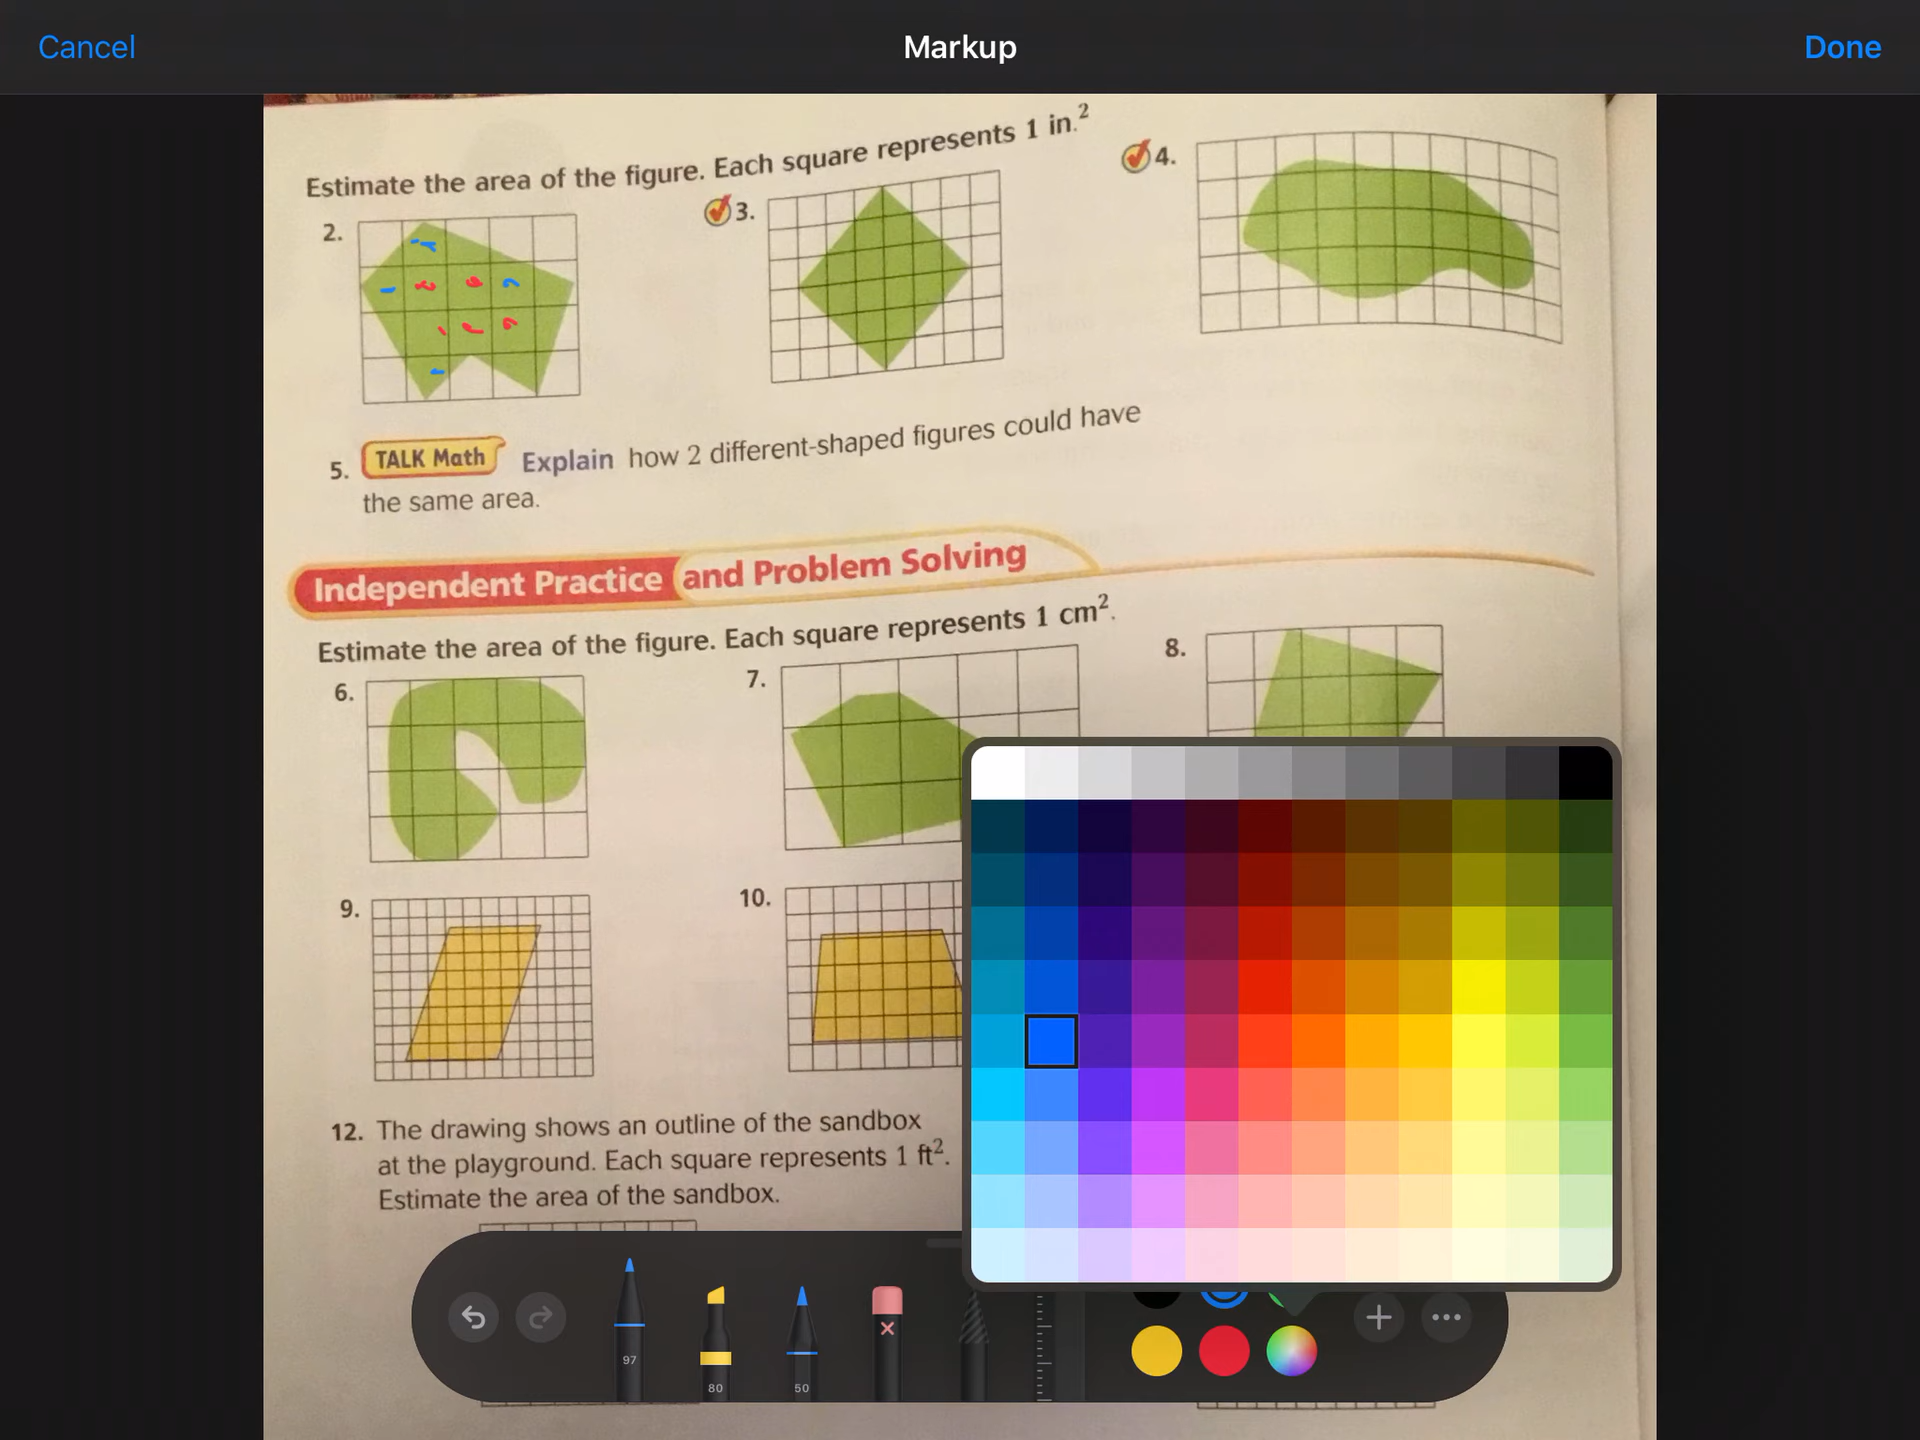 Cancel
Markup
Done
Estimate the area of the figure. Each square represents 1 in.²
2.
3.
4.
5. TALK Math Explain how 2 different-shaped figures could have
the same area.
Independent Practice and Problem Solving
Estimate the area of the figure. Each square represents 1 cm².
6.
7.
8.
9.
10.
12. The drawing shows an outline of the sandbox
at the playground. Each square represents 1 ft².
Estimate the area of the sandbox.
97
80
50